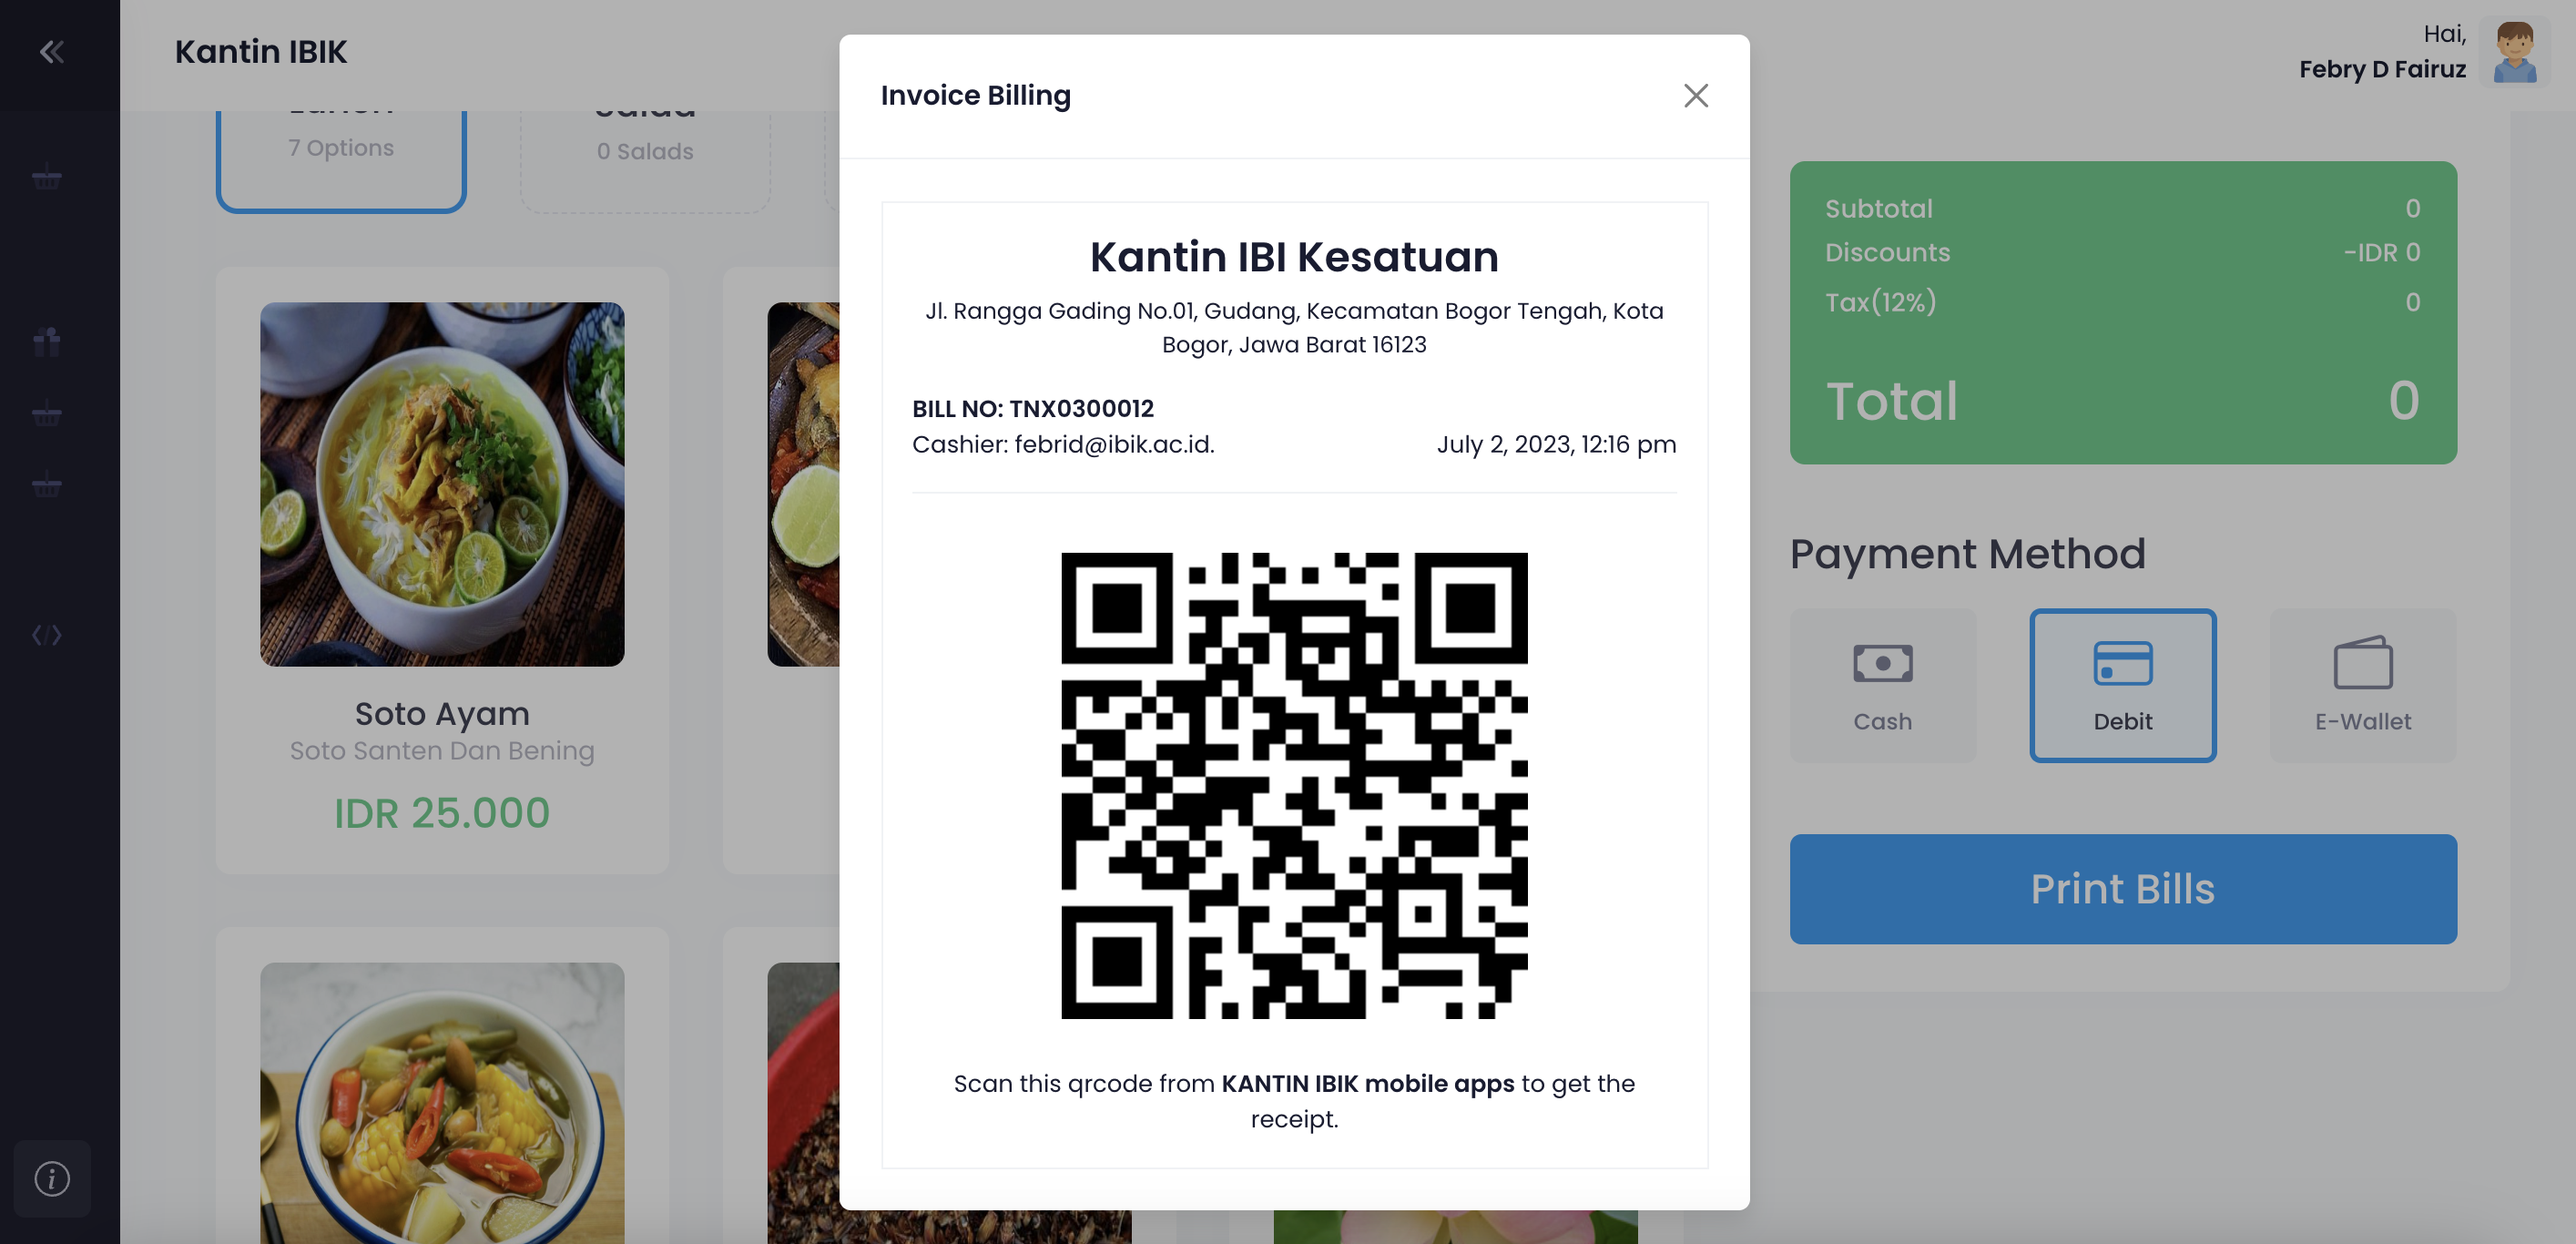 Kantin IBIK
Hai,
Febry D Fairuz
7 Options
0 Salads
Soto Ayam
Soto Santen Dan Bening
IDR 25.000
Invoice Billing
Kantin IBI Kesatuan
Jl. Rangga Gading No.01, Gudang, Kecamatan Bogor Tengah, Kota
Bogor, Jawa Barat 16123
BILL NO: TNX0300012
Cashier: febrid@ibik.ac.id.
July 2, 2023, 12:16 pm
Scan this qrcode from KANTIN IBIK mobile apps to get the
receipt.
Subtotal 0
Discounts -IDR 0
Tax(12%) 0
Total 0
Payment Method
Cash
Debit
E-Wallet
Print Bills